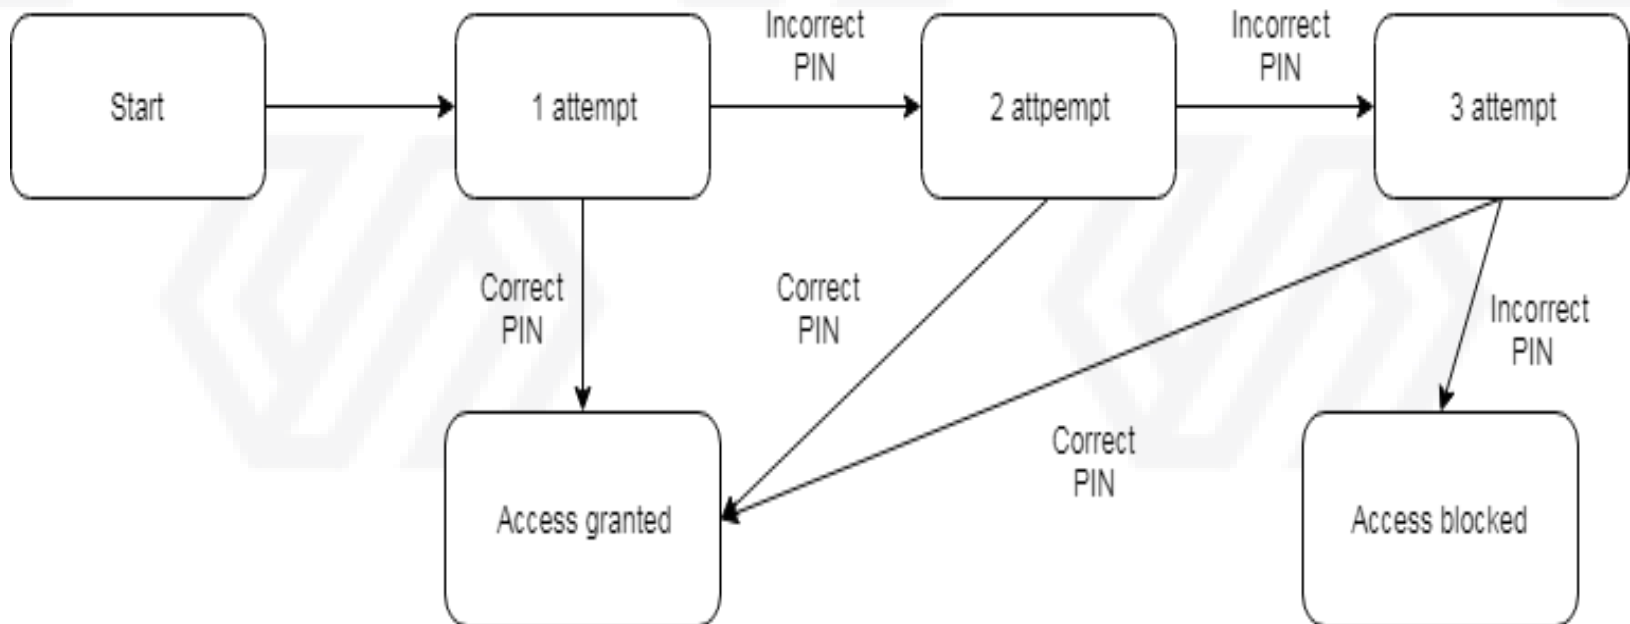 Start
1 attempt
Incorrect
PIN
2 attpempt
Incorrect
PIN
3 attempt
Correct
PIN
Correct
PIN
Correct
PIN
Incorrect
PIN
Access granted
Access blocked